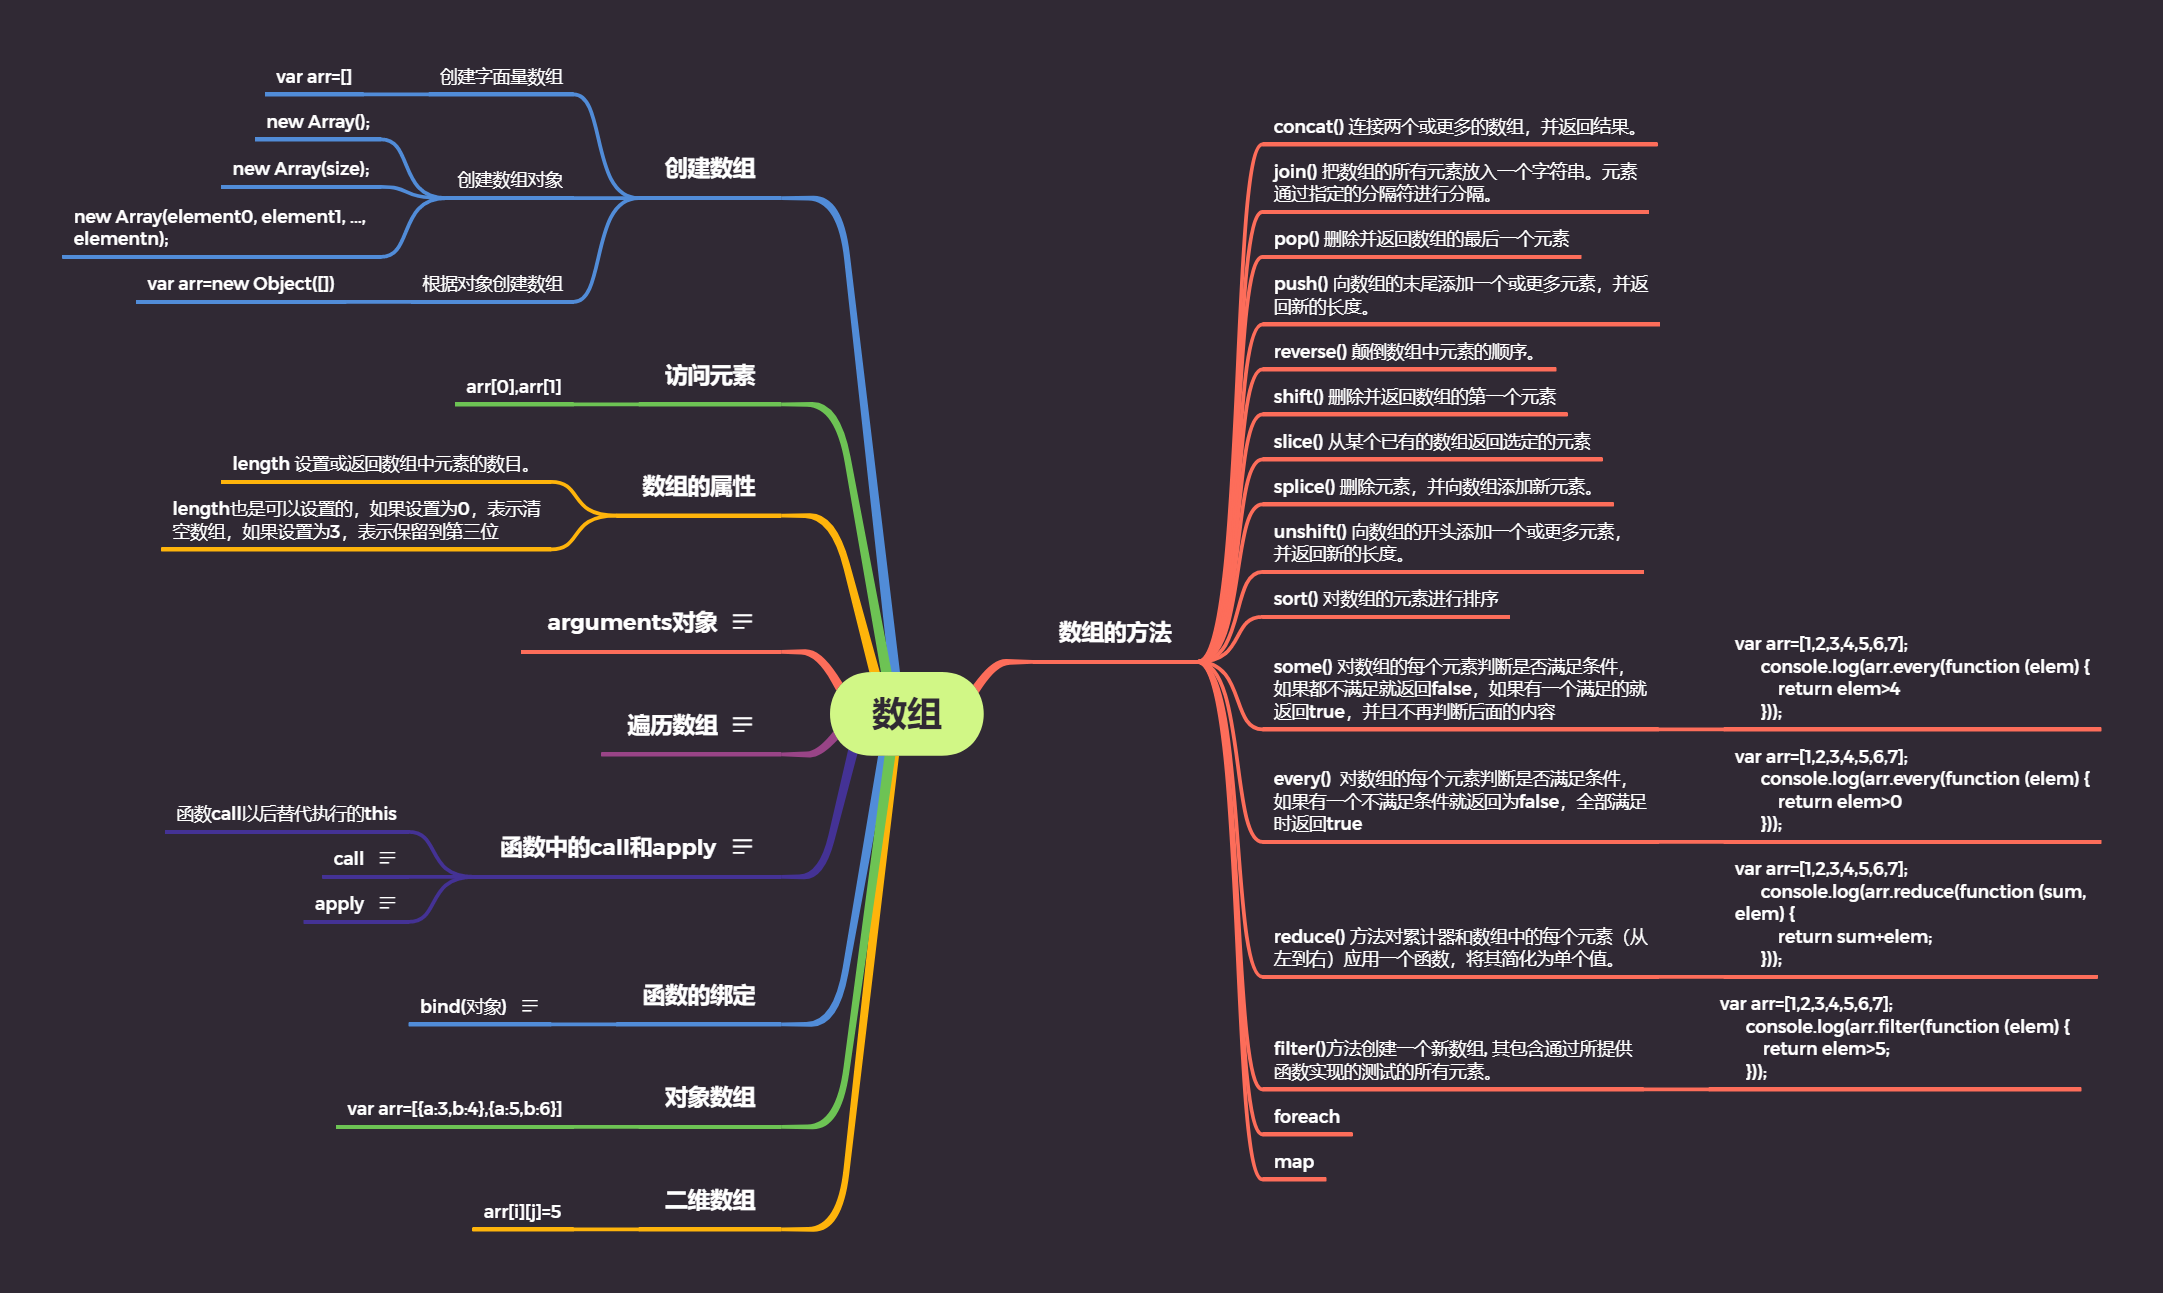 数组
创建数组
创建字面量数组
var arr=[]
创建数组对象
new Array();
new Array(size);
new Array(element0, element1, ...,
elementn);
根据对象创建数组
var arr=new Object([])
访问元素
arr[0],arr[1]
数组的属性
length 设置或返回数组中元素的数目。
length也是可以设置的，如果设置为0，表示清
空数组，如果设置为3，表示保留到第三位
arguments对象
遍历数组
函数中的call和apply
函数call以后替代执行的this
call
apply
函数的绑定
bind(对象)
对象数组
var arr=[{a:3,b:4},{a:5,b:6}]
二维数组
arr[i][j]=5
数组的方法
concat() 连接两个或更多的数组，并返回结果。
join() 把数组的所有元素放入一个字符串。元素
通过指定的分隔符进行分隔。
pop() 删除并返回数组的最后一个元素
push() 向数组的末尾添加一个或更多元素，并返
回新的长度。
reverse() 颠倒数组中元素的顺序。
shift() 删除并返回数组的第一个元素
slice() 从某个已有的数组返回选定的元素
splice() 删除元素，并向数组添加新元素。
unshift() 向数组的开头添加一个或更多元素，
并返回新的长度。
sort() 对数组的元素进行排序
some() 对数组的每个元素判断是否满足条件，
如果都不满足就返回false，如果有一个满足的就
返回true，并且不再判断后面的内容
var arr=[1,2,3,4,5,6,7];
console.log(arr.every(function (elem) {
return elem>4
}));
every()  对数组的每个元素判断是否满足条件，
如果有一个不满足条件就返回为false，全部满足
时返回true
var arr=[1,2,3,4,5,6,7];
console.log(arr.every(function (elem) {
return elem>0
}));
reduce() 方法对累计器和数组中的每个元素（从
左到右）应用一个函数，将其简化为单个值。
var arr=[1,2,3,4,5,6,7];
console.log(arr.reduce(function (sum,
elem) {
return sum+elem;
}));
filter()方法创建一个新数组, 其包含通过所提供
函数实现的测试的所有元素。
var arr=[1,2,3,4,5,6,7];
console.log(arr.filter(function (elem) {
return elem>5;
}));
foreach
map